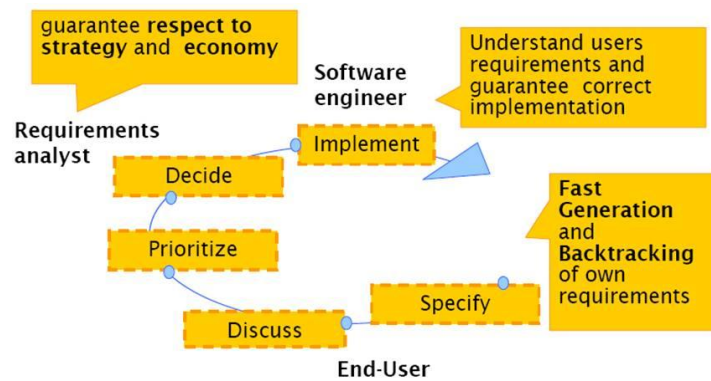 guarantee respect to
strategy and economy
Software
engineer
Understand users
requirements and
guarantee correct
implementation
Requirements
analyst
Implement
Decide
Fast
Generation
and
Backtracking
of own
requirements
Prioritize
Specify
Discuss
End-User